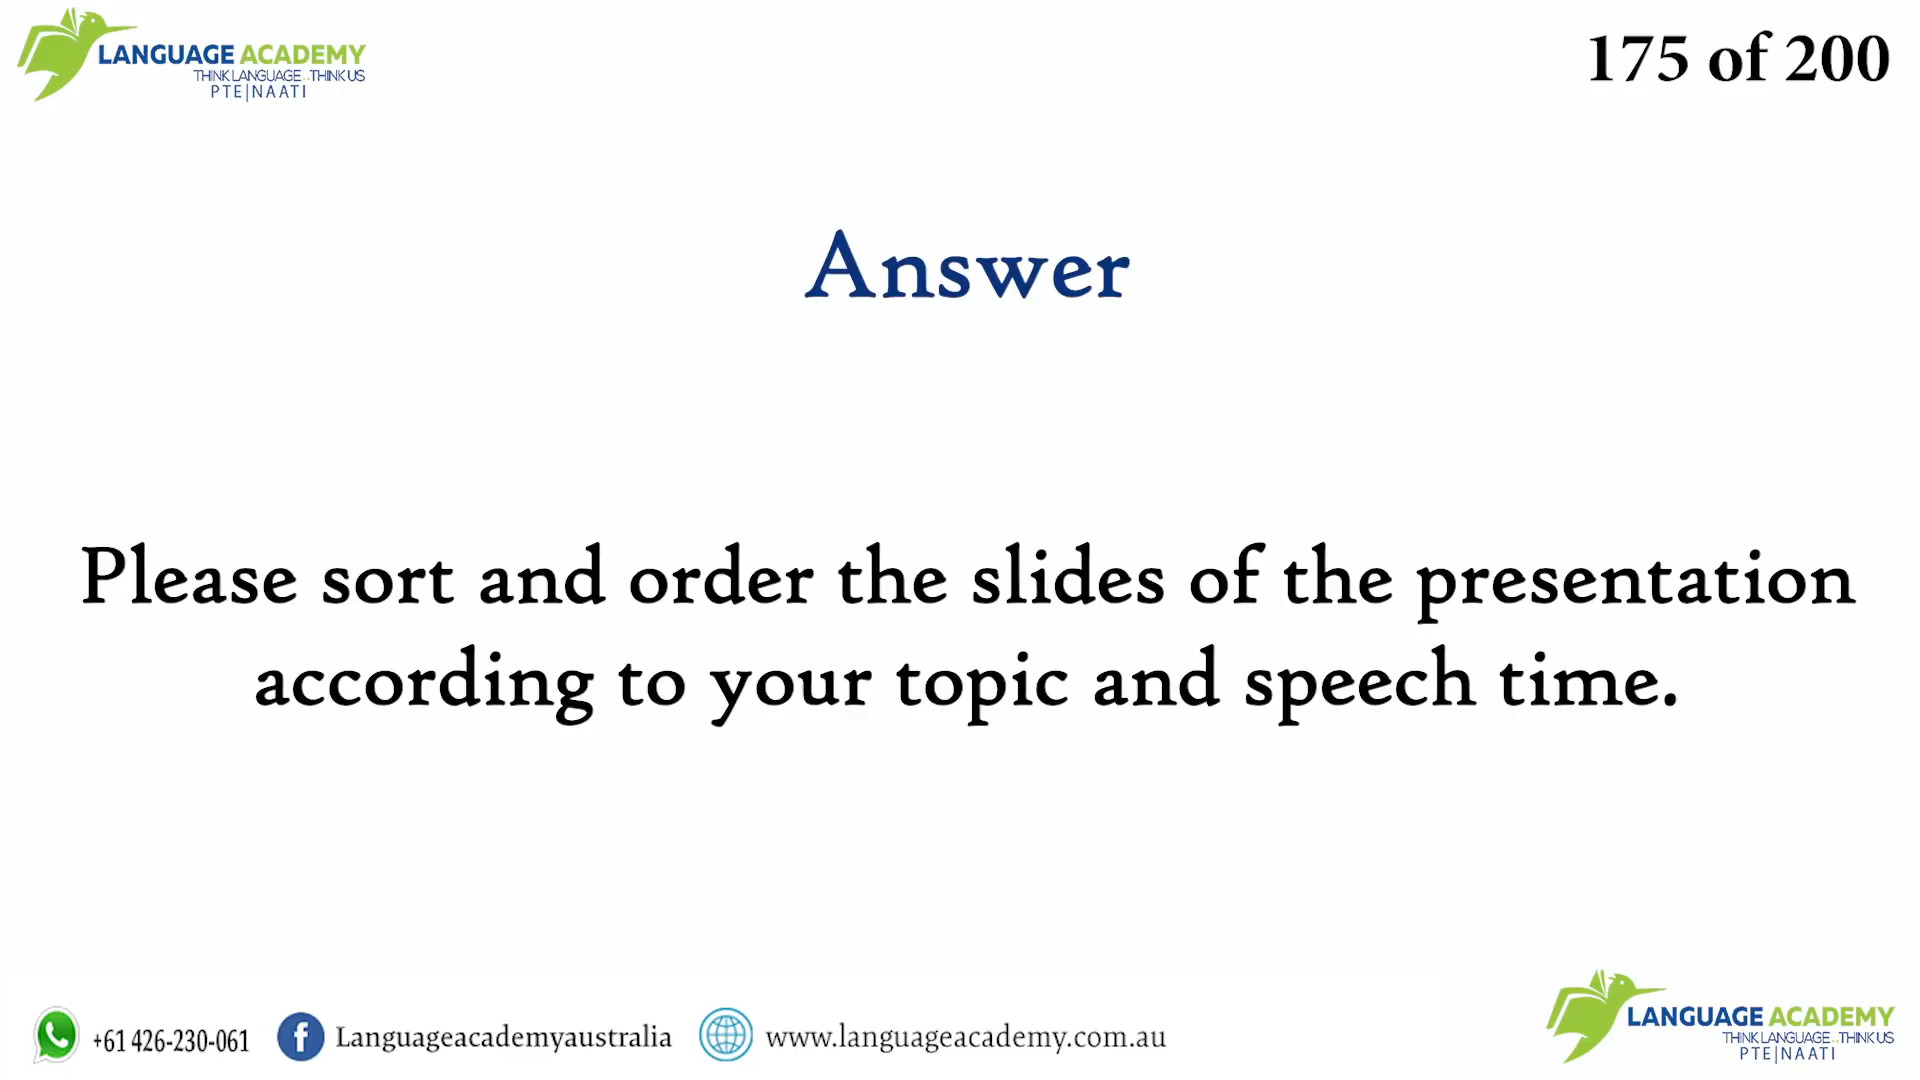 LANGUAGE ACADEMY
THINK LANGUAGE..THINK US
PTE|NAATI
175 of 200
Answer
Please sort and order the slides of the presentation
according to your topic and speech time.
+61 426-230-061
Languageacademyaustralia
www.languageacademy.com.au
LANGUAGE ACADEMY
THINK LANGUAGE..THINK US
PTE|NAATI